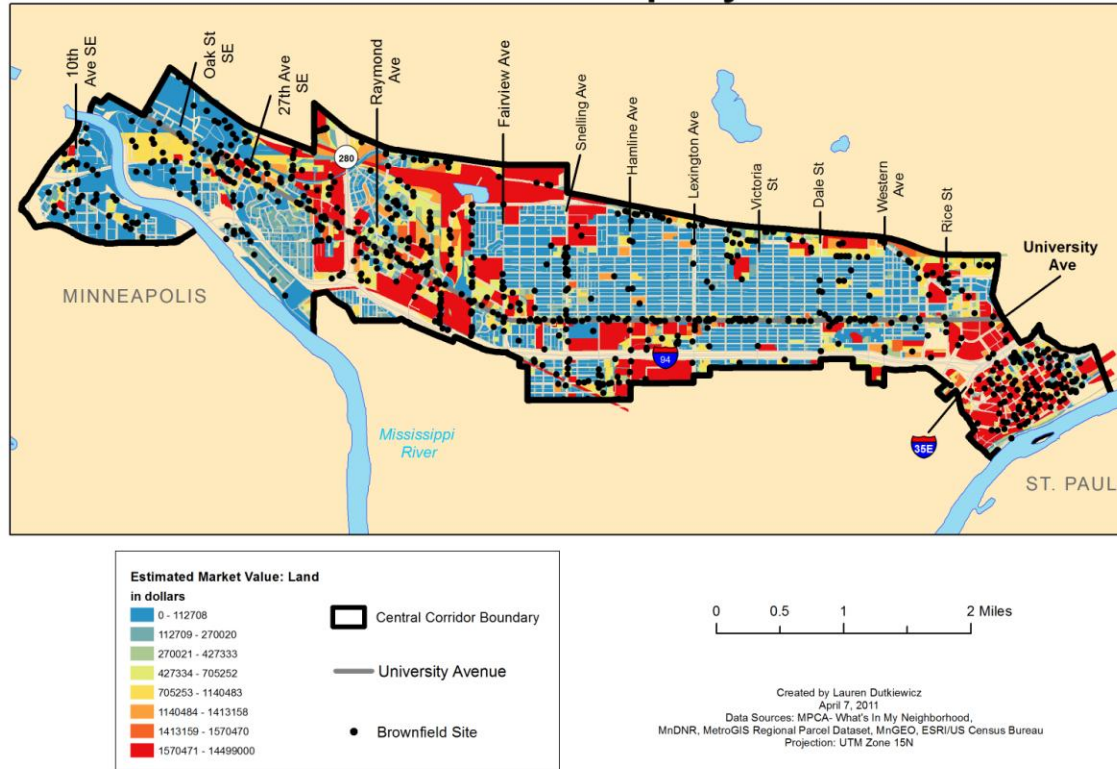 10th
Ave SE
Oak St
SE
27th Ave
SE
Raymond
Ave
Fairview Ave
Snelling Ave
Hamline Ave
Lexington Ave
Victoria
St
Dale St
Western
Ave
Rice St
University
Ave
280
94
35E
MINNEAPOLIS
Mississippi
River
ST. PAUL
Estimated Market Value: Land
in dollars
0 - 112708
112709 - 270020
270021 - 427333
427334 - 705252
705253 - 1140483
1140484 - 1413158
1413159 - 1570470
1570471 - 14499000
Central Corridor Boundary
University Avenue
Brownfield Site
0 0.5 1 2 Miles
Created by Lauren Dutkiewicz
April 7, 2011
Data Sources: MPCA- What's In My Neighborhood,
MnDNR, MetroGIS Regional Parcel Dataset, MnGEO, ESRI/US Census Bureau
Projection: UTM Zone 15N